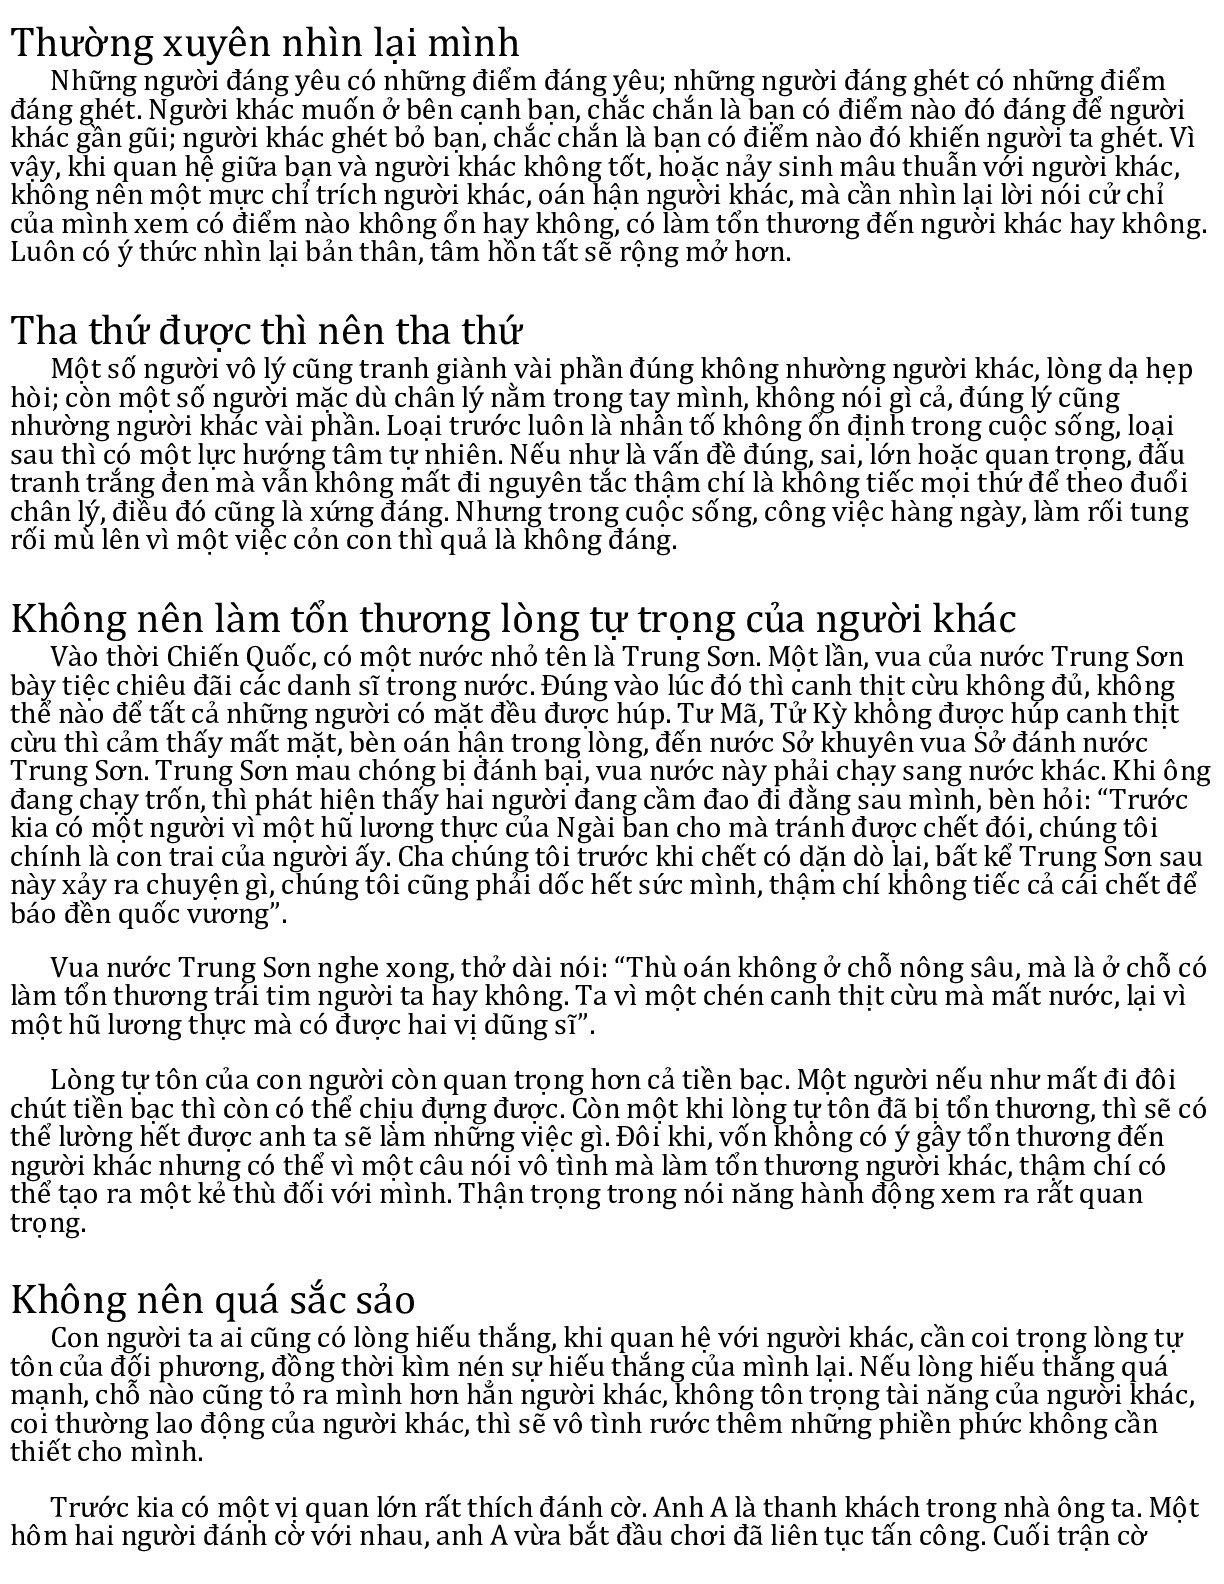 Thường xuyên nhìn lại mình
Những người đáng yêu có những điểm đáng yêu; những người đáng ghét có những điểm
đáng ghét. Người khác muốn ở bên cạnh bạn, chắc chắn là bạn có điểm nào đó đáng để người
khác gần gũi; người khác ghét bỏ bạn, chắc chắn là bạn có điểm nào đó khiến người ta ghét. Vì
vậy, khi quan hệ giữa bạn và người khác không tốt, hoặc nảy sinh mâu thuẫn với người khác,
không nên một mực chỉ trích người khác, oán hận người khác, mà cần nhìn lại lời nói cử chỉ
của mình xem có điểm nào không ổn hay không, có làm tổn thương đến người khác hay không.
Luôn có ý thức nhìn lại bản thân, tâm hồn tất sẽ rộng mở hơn.
Tha thứ được thì nên tha thứ
Một số người vô lý cũng tranh giành vài phần đúng không nhường người khác, lòng dạ hẹp
hòi; còn một số người mặc dù chân lý nằm trong tay mình, không nói gì cả, đúng lý cũng
nhường người khác vài phần. Loại trước luôn là nhân tố không ổn định trong cuộc sống, loại
sau thì có một lực hướng tâm tự nhiên. Nếu như là vấn đề đúng, sai, lớn hoặc quan trọng, đấu
tranh trắng đen mà vẫn không mất đi nguyên tắc thậm chí là không tiếc mọi thứ để theo đuổi
chân lý, điều đó cũng là xứng đáng. Nhưng trong cuộc sống, công việc hàng ngày, làm rối tung
rối mù lên vì một việc cỏn con thì quả là không đáng.
Không nên làm tổn thương lòng tự trọng của người khác
Vào thời Chiến Quốc, có một nước nhỏ tên là Trung Sơn. Một lần, vua của nước Trung Sơn
bày tiệc chiêu đãi các danh sĩ trong nước. Đúng vào lúc đó thì canh thịt cừu không đủ, không
thể nào để tất cả những người có mặt đều được húp. Tư Mã, Tử Kỳ không được húp canh thịt
cừu thì cảm thấy mất mặt, bèn oán hận trong lòng, đến nước Sở khuyên vua Sở đánh nước
Trung Sơn. Trung Sơn mau chóng bị đánh bại, vua nước này phải chạy sang nước khác. Khi ông
đang chạy trốn, thì phát hiện thấy hai người đang cầm đao đi đằng sau mình, bèn hỏi: “Trước
kia có một người vì một hũ lương thực của Ngài ban cho mà tránh được chết đói, chúng tôi
chính là con trai của người ấy. Cha chúng tôi trước khi chết có dặn dò lại, bất kể Trung Sơn sau
này xảy ra chuyện gì, chúng tôi cũng phải dốc hết sức mình, thậm chí không tiếc cả cái chết để
báo đền quốc vương”.
Vua nước Trung Sơn nghe xong, thở dài nói: “Thù oán không ở chỗ nông sâu, mà là ở chỗ có
làm tổn thương trái tim người ta hay không. Ta vì một chén canh thịt cừu mà mất nước, lại vì
một hũ lương thực mà có được hai vị dũng sĩ”.
Lòng tự tôn của con người còn quan trọng hơn cả tiền bạc. Một người nếu như mất đi đôi
chút tiền bạc thì còn có thể chịu đựng được. Còn một khi lòng tự tôn đã bị tổn thương, thì sẽ có
thể lường hết được anh ta sẽ làm những việc gì. Đôi khi, vốn không có ý gây tổn thương đến
người khác nhưng có thể vì một câu nói vô tình mà làm tổn thương người khác, thậm chí có
thể tạo ra một kẻ thù đối với mình. Thận trọng trong nói năng hành động xem ra rất quan
trọng.
Không nên quá sắc sảo
Con người ta ai cũng có lòng hiếu thắng, khi quan hệ với người khác, cần coi trọng lòng tự
tôn của đối phương, đồng thời kìm nén sự hiếu thắng của mình lại. Nếu lòng hiếu thắng quá
mạnh, chỗ nào cũng tỏ ra mình hơn hẳn người khác, không tôn trọng tài năng của người khác,
coi thường lao động của người khác, thì sẽ vô tình rước thêm những phiền phức không cần
thiết cho mình.
Trước kia có một vị quan lớn rất thích đánh cờ. Anh A là thanh khách trong nhà ông ta. Một
hôm hai người đánh cờ với nhau, anh A vừa bắt đầu chơi đã liên tục tấn công. Cuối trận cờ